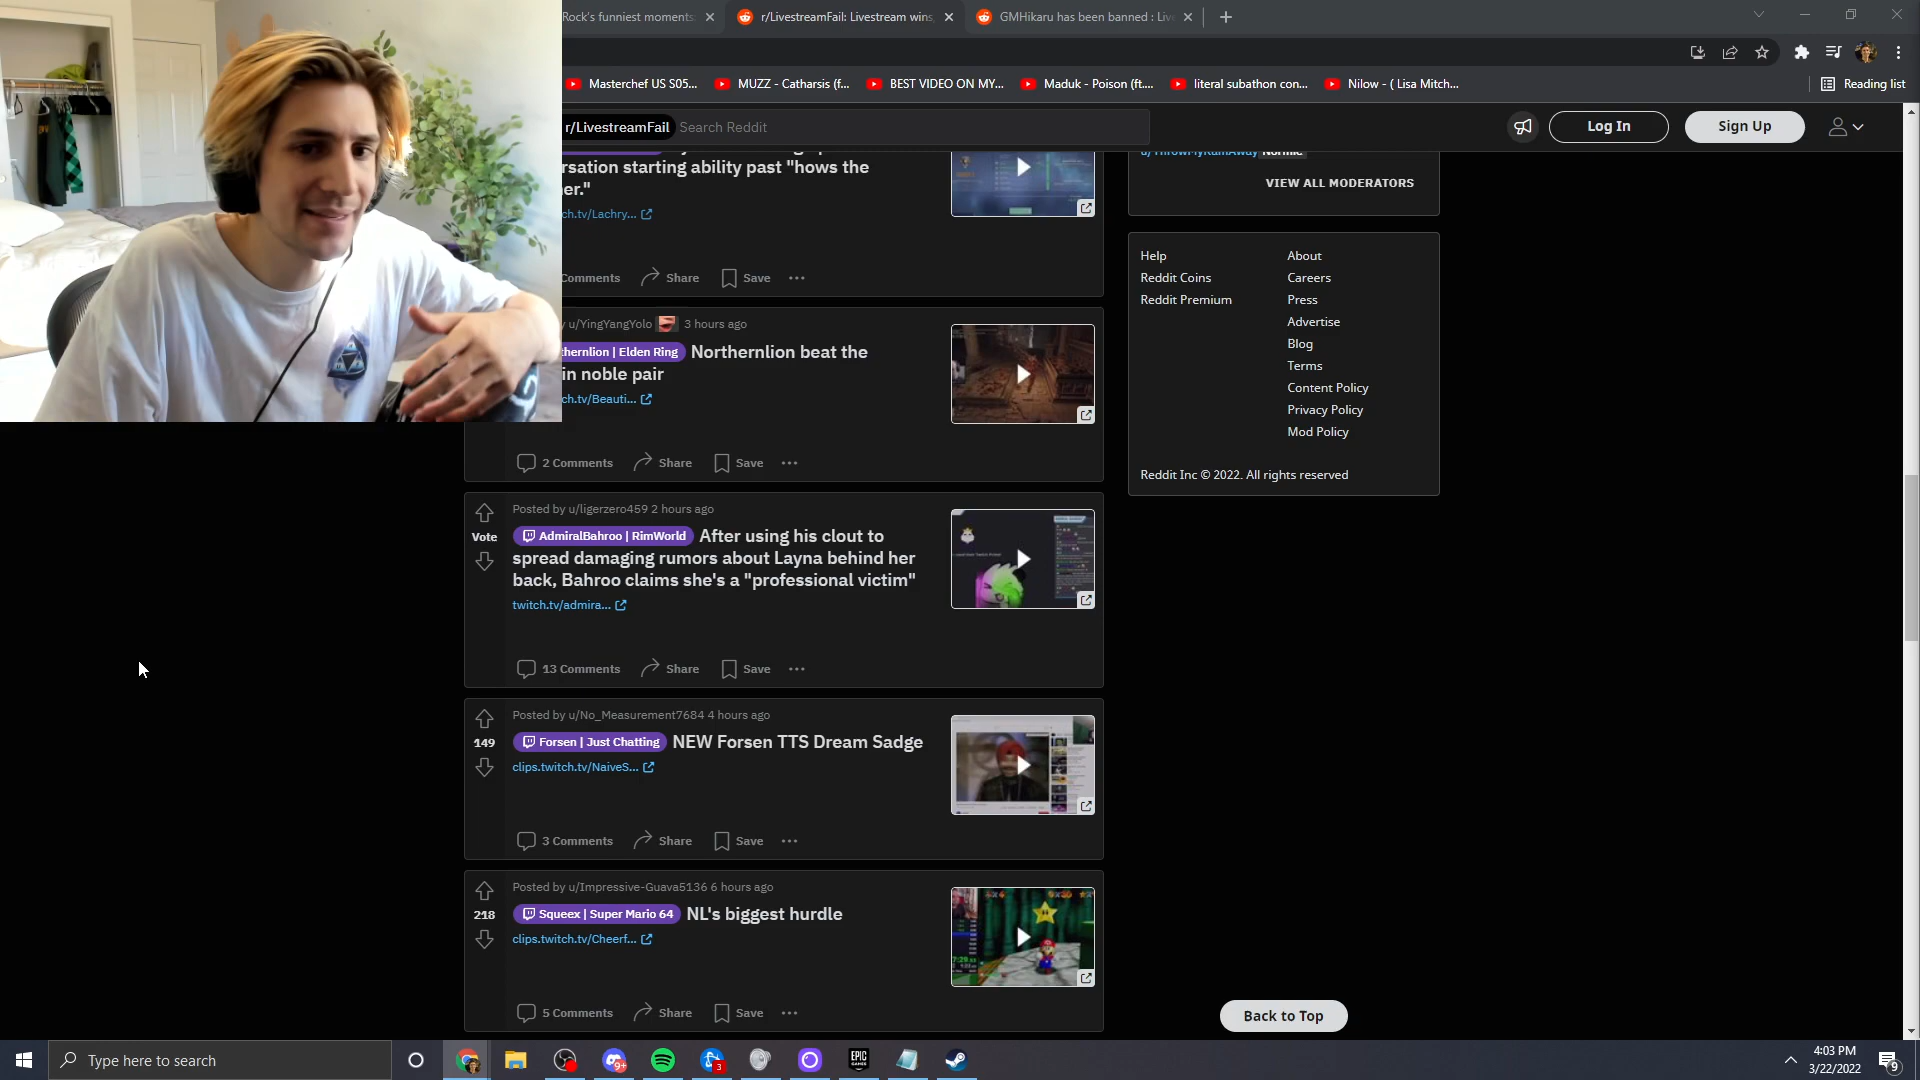 Rock's funniest moments
r/LivestreamFail: Livestream wins,
GMHikaru has been banned : Liv
Masterchef US S05...
MUZZ - Catharsis (f...
BEST VIDEO ON MY...
Maduk - Poison (ft....
literal subathon con...
Nilow - ( Lisa Mitch...
Reading list
r/LivestreamFail
Search Reddit
Log In
Sign Up
rsation starting ability past "hows the
er."
ch.tv/Lachry...
Comments
Share
Save
VIEW ALL MODERATORS
Help
About
Reddit Coins
Careers
Reddit Premium
Press
Advertise
Blog
Terms
Content Policy
Privacy Policy
Mod Policy
Reddit Inc © 2022. All rights reserved
y u/YingYangYolo 3 hours ago
thernlion | Elden Ring Northernlion beat the
in noble pair
ch.tv/Beauti...
2 Comments
Share
Save
Posted by u/ligerzero459 2 hours ago
Vote
AdmiralBahroo | RimWorld After using his clout to
spread damaging rumors about Layna behind her
back, Bahroo claims she's a "professional victim"
twitch.tv/admira...
13 Comments
Share
Save
Posted by u/No_Measurement7684 4 hours ago
149
Forsen | Just Chatting NEW Forsen TTS Dream Sadge
clips.twitch.tv/NaiveS...
3 Comments
Share
Save
Posted by u/Impressive-Guava5136 6 hours ago
218
Squeex | Super Mario 64 NL's biggest hurdle
clips.twitch.tv/Cheerf...
5 Comments
Share
Save
Back to Top
Type here to search
9+
3
EPIC
GAMES
4:03 PM
3/22/2022
9